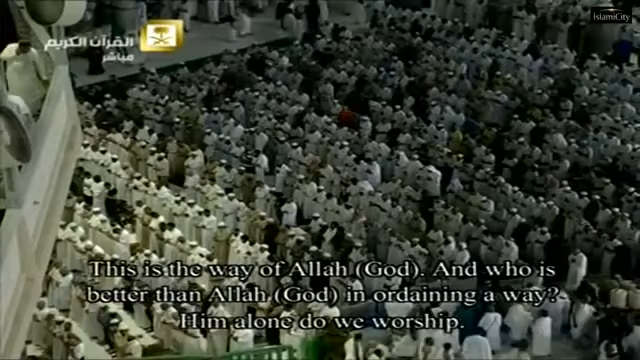 IslamiCity
القرآن الكريم
مباشر
This is the way of Allah (God). And who is
better than Allah (God) in ordaining a way?
Him alone do we worship.